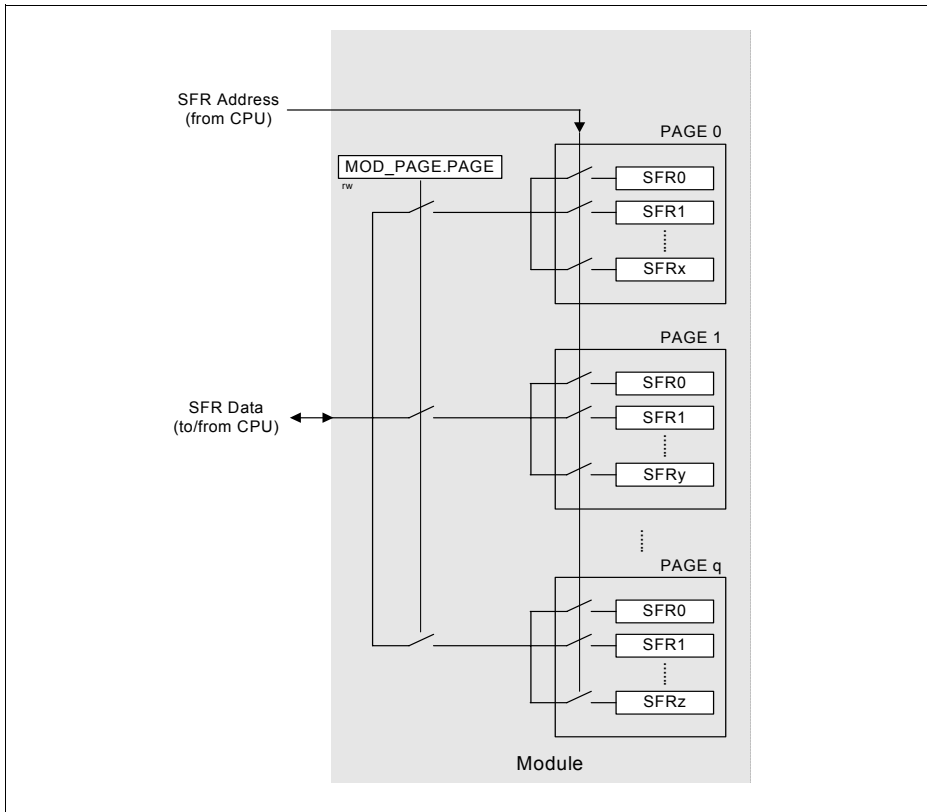 SFR Address
(from CPU)
PAGE 0
MOD_PAGE.PAGE
rw
SFR0
SFR1
SFRx
PAGE 1
SFR0
SFR1
SFRy
SFR Data
(to/from CPU)
PAGE q
SFR0
SFR1
SFRz
Module